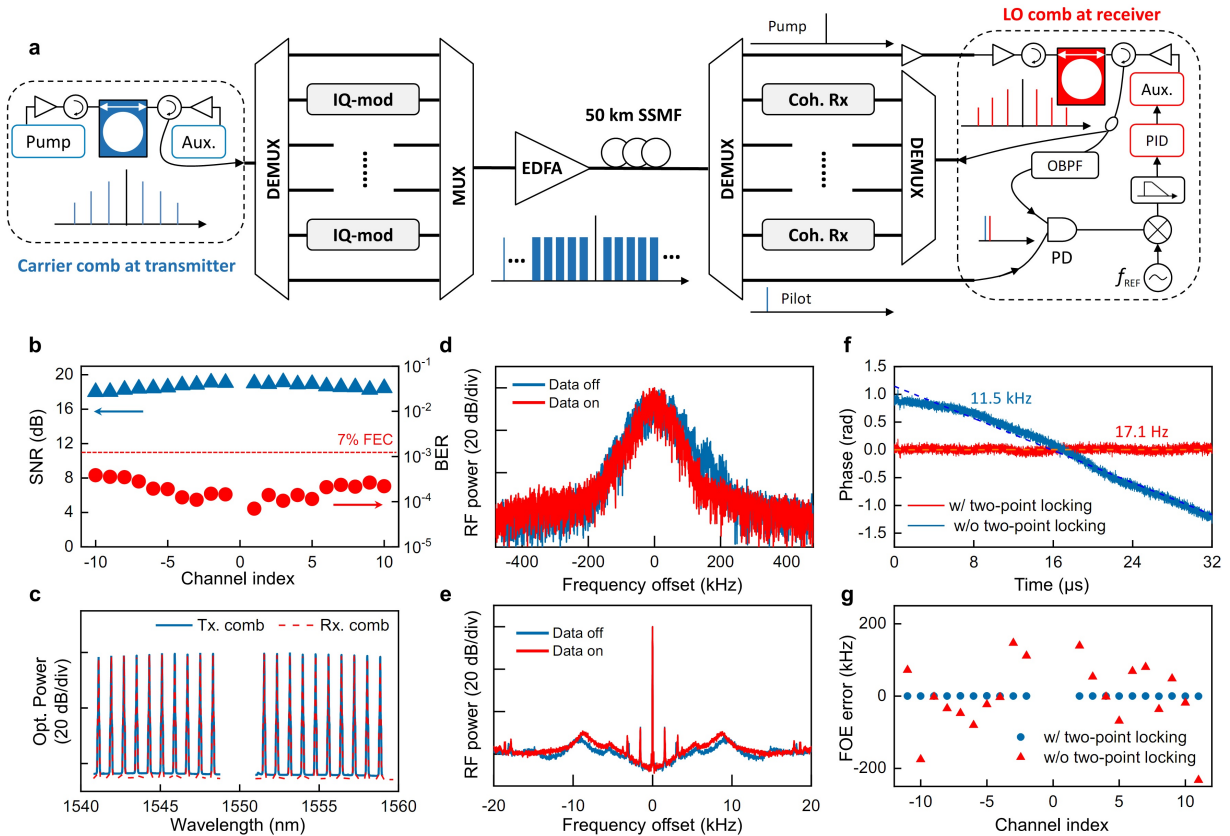 a
LO comb at receiver
Pump
Pump
Aux.
Carrier comb at transmitter
DEMUX
IQ-mod
IQ-mod
MUX
EDFA
50 km SSMF
DEMUX
Coh. Rx
Coh. Rx
DEMUX
Pilot
Aux.
PID
OBPF
PD
fREF
b
SNR (dB)
20
16
12
8
4
0
7% FEC
10-1
10-2
10-3
10-4
10-5
BER
-10
-5
0
5
10
Channel index
c
Tx. comb
Rx. comb
Opt. Power
(20 dB/div)
1540
1545
1550
1555
1560
Wavelength (nm)
d
Data off
Data on
RF power (20 dB/div)
-400
-200
0
200
400
Frequency offset (kHz)
e
Data off
Data on
RF power (20 dB/div)
-20
-10
0
10
20
Frequency offset (kHz)
f
1.5
1.0
0.5
0.0
-0.5
-1.0
-1.5
Phase (rad)
11.5 kHz
17.1 Hz
w/ two-point locking
w/o two-point locking
0
8
16
24
32
Time (μs)
g
200
0
-200
FOE error (kHz)
w/ two-point locking
w/o two-point locking
-10
-5
0
5
10
Channel index